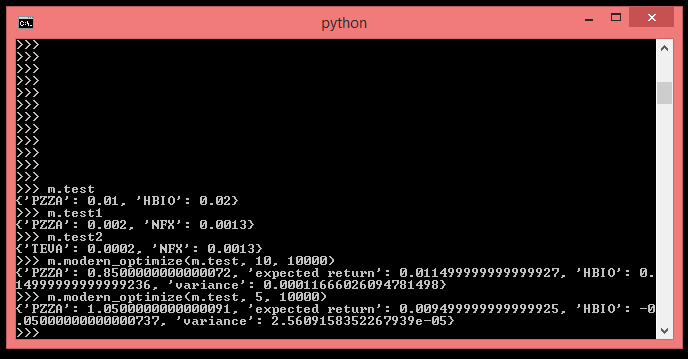 C:\.
python
>>>
>>>
>>>
>>>
>>>
>>>
>>>
>>>
>>>
>>>
>>>
>>>
>>> m.test
{'PZZA': 0.01, 'HBIO': 0.02}
>>> m.test1
{'PZZA': 0.002, 'NFX': 0.0013}
>>> m.test2
{'TEVA': 0.0002, 'NFX': 0.0013}
>>> m.modern_optimize(m.test, 10, 10000)
{'PZZA': 0.8500000000000072, 'expected return': 0.011499999999999927, 'HBIO': 0.
14999999999999236, 'variance': 0.00011666026094781498}
>>> m.modern_optimize(m.test, 5, 10000)
{'PZZA': 1.0500000000000091, 'expected return': 0.009499999999999925, 'HBIO': -0
.05000000000000737, 'variance': 2.5609158352267939e-05}
>>>